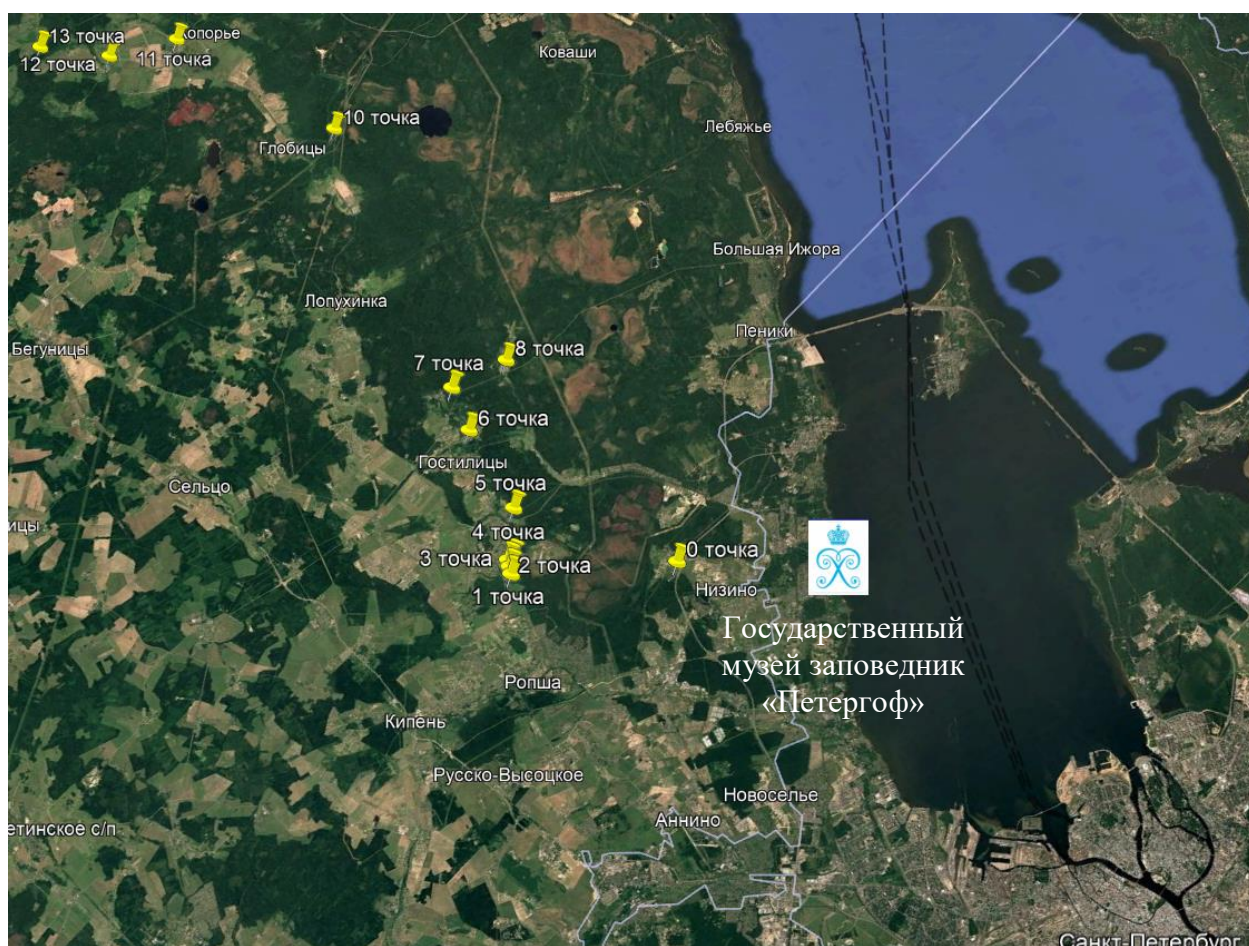 13 точка
Копорье
12 точка
11 точка
Коваши
10 точка
Глобицы
Лебяжье
Большая Ижора
Лопухинка
Пеники
Бегуницы
8 точка
7 точка
6 точка
Гостилицы
Сельцо
5 точка
ицы
4 точка
3 точка
2 точка
0 точка
1 точка
Низино
Государственный
музей заповедник
«Петергоф»
Ропша
Кипень
Русско-Высоцкое
Новоселье
Аннино
етинское с/п
Санкт-Петербург